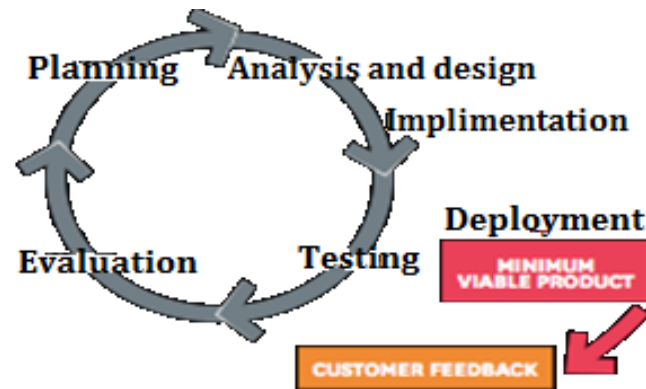 Planning
Analysis and design
Implimentation
Deployment
MINIMUM
VIABLE PRODUCT
Evaluation
Testing
CUSTOMER FEEDBACK